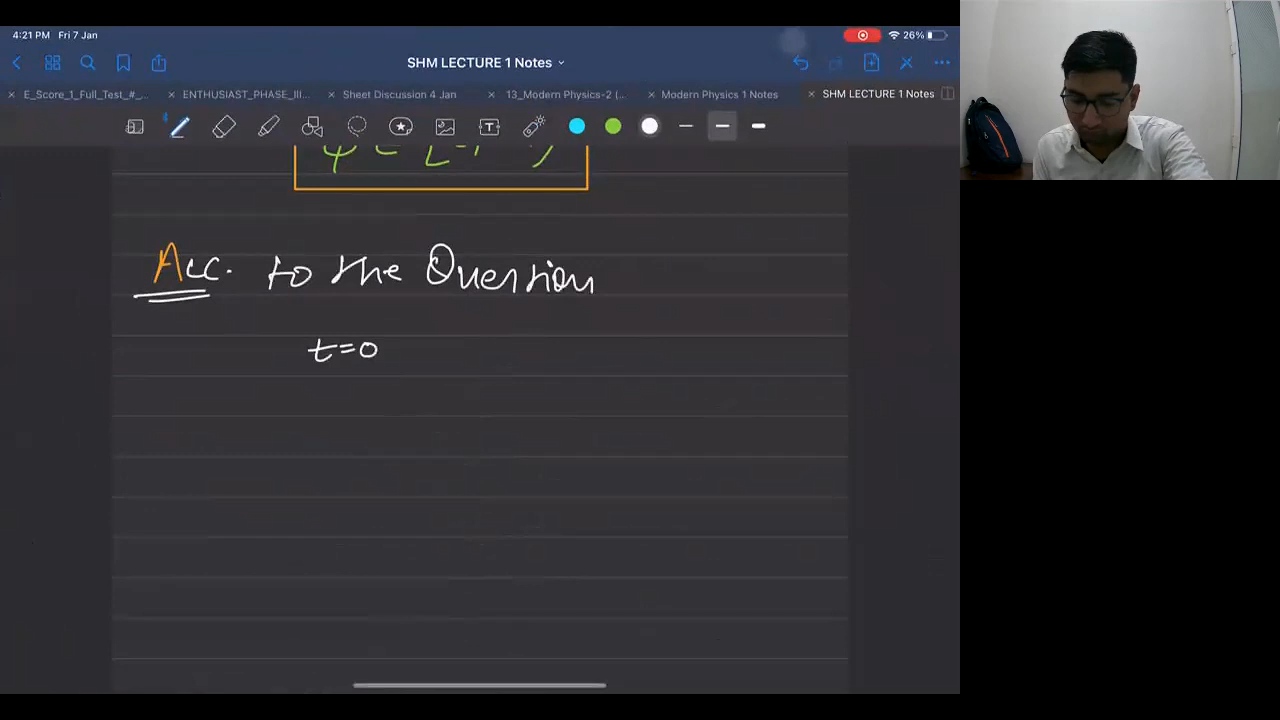 4:21 PM Fri 7 Jan
26%
SHM LECTURE 1 Notes
E_Score_1_Full_Test_#_...
ENTHUSIAST_PHASE_III...
Sheet Discussion 4 Jan
13_Modern Physics-2 (...
Modern Physics 1 Notes
SHM LECTURE 1 Notes
Acc. to the Question
t=0